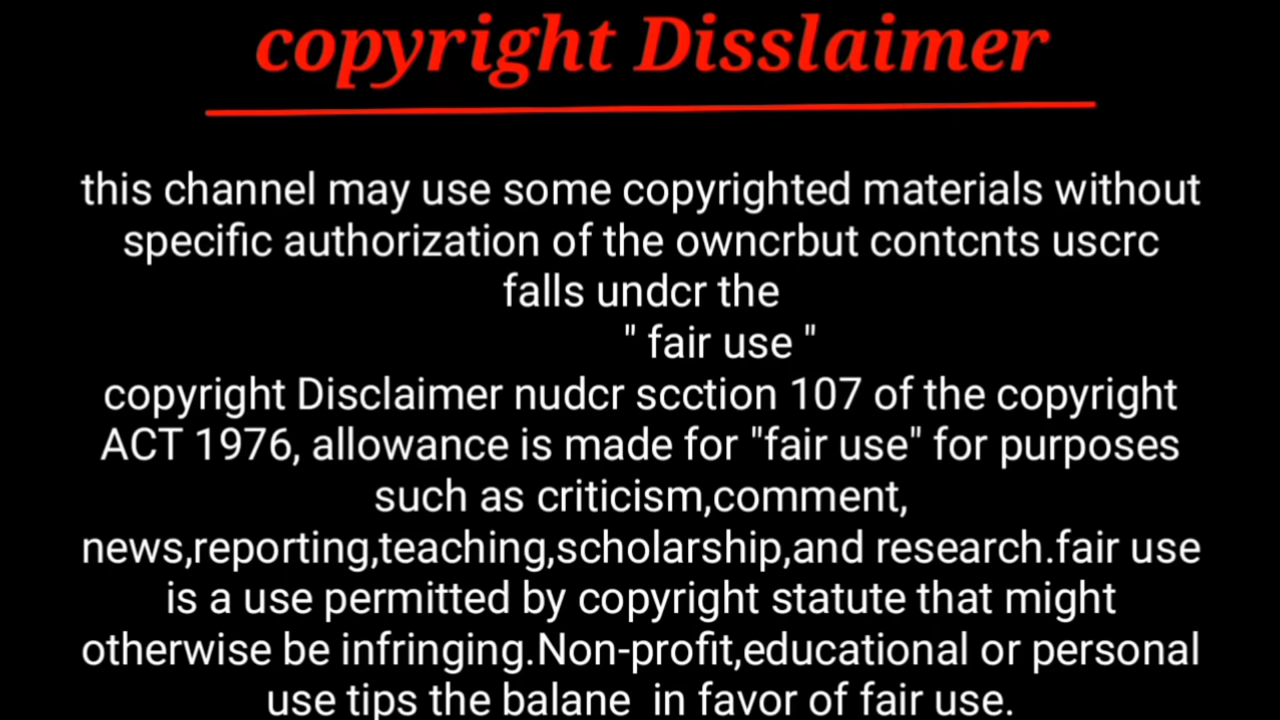 copyright Disslaimer
this channel may use some copyrighted materials without
specific authorization of the owncrbut contcnts uscrc
falls undcr the
" fair use "
copyright Disclaimer nudcr scction 107 of the copyright
ACT 1976, allowance is made for "fair use" for purposes
such as criticism,comment,
news,reporting,teaching,scholarship,and research.fair use
is a use permitted by copyright statute that might
otherwise be infringing.Non-profit,educational or personal
use tips the balane  in favor of fair use.